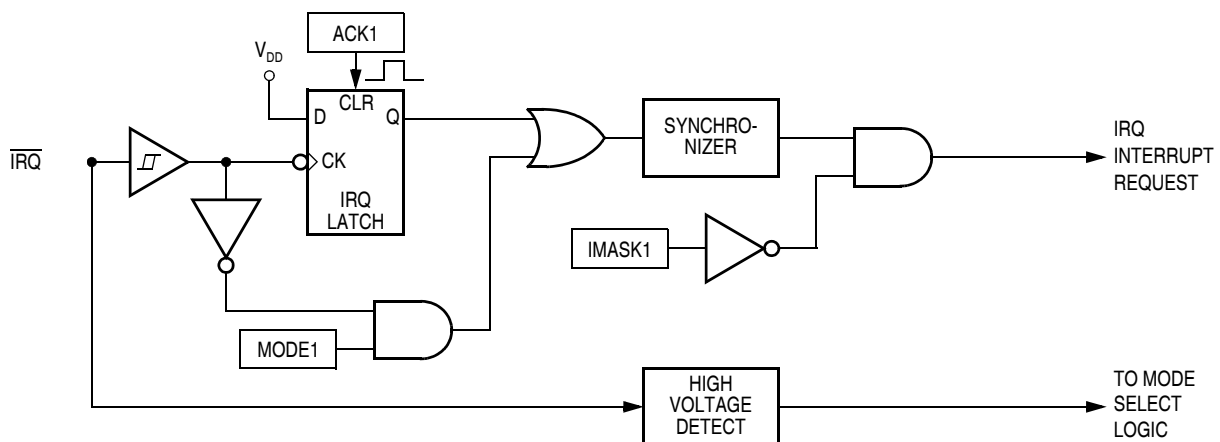 ACK1
V_DD
CLR
D
Q
CK
IRQ
LATCH
SYNCHRO-
NIZER
IRQ
INTERRUPT
REQUEST
IRQ
IMASK1
MODE1
HIGH
VOLTAGE
DETECT
TO MODE
SELECT
LOGIC